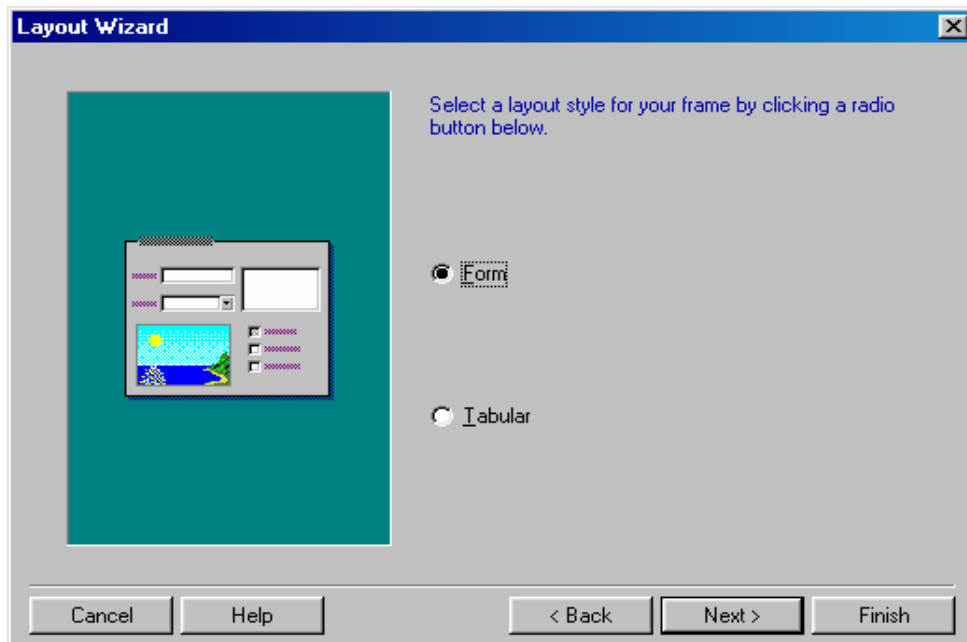 Layout Wizard
Select a layout style for your frame by clicking a radio
button below.
Form
Tabular
Cancel
Help
< Back
Next >
Finish